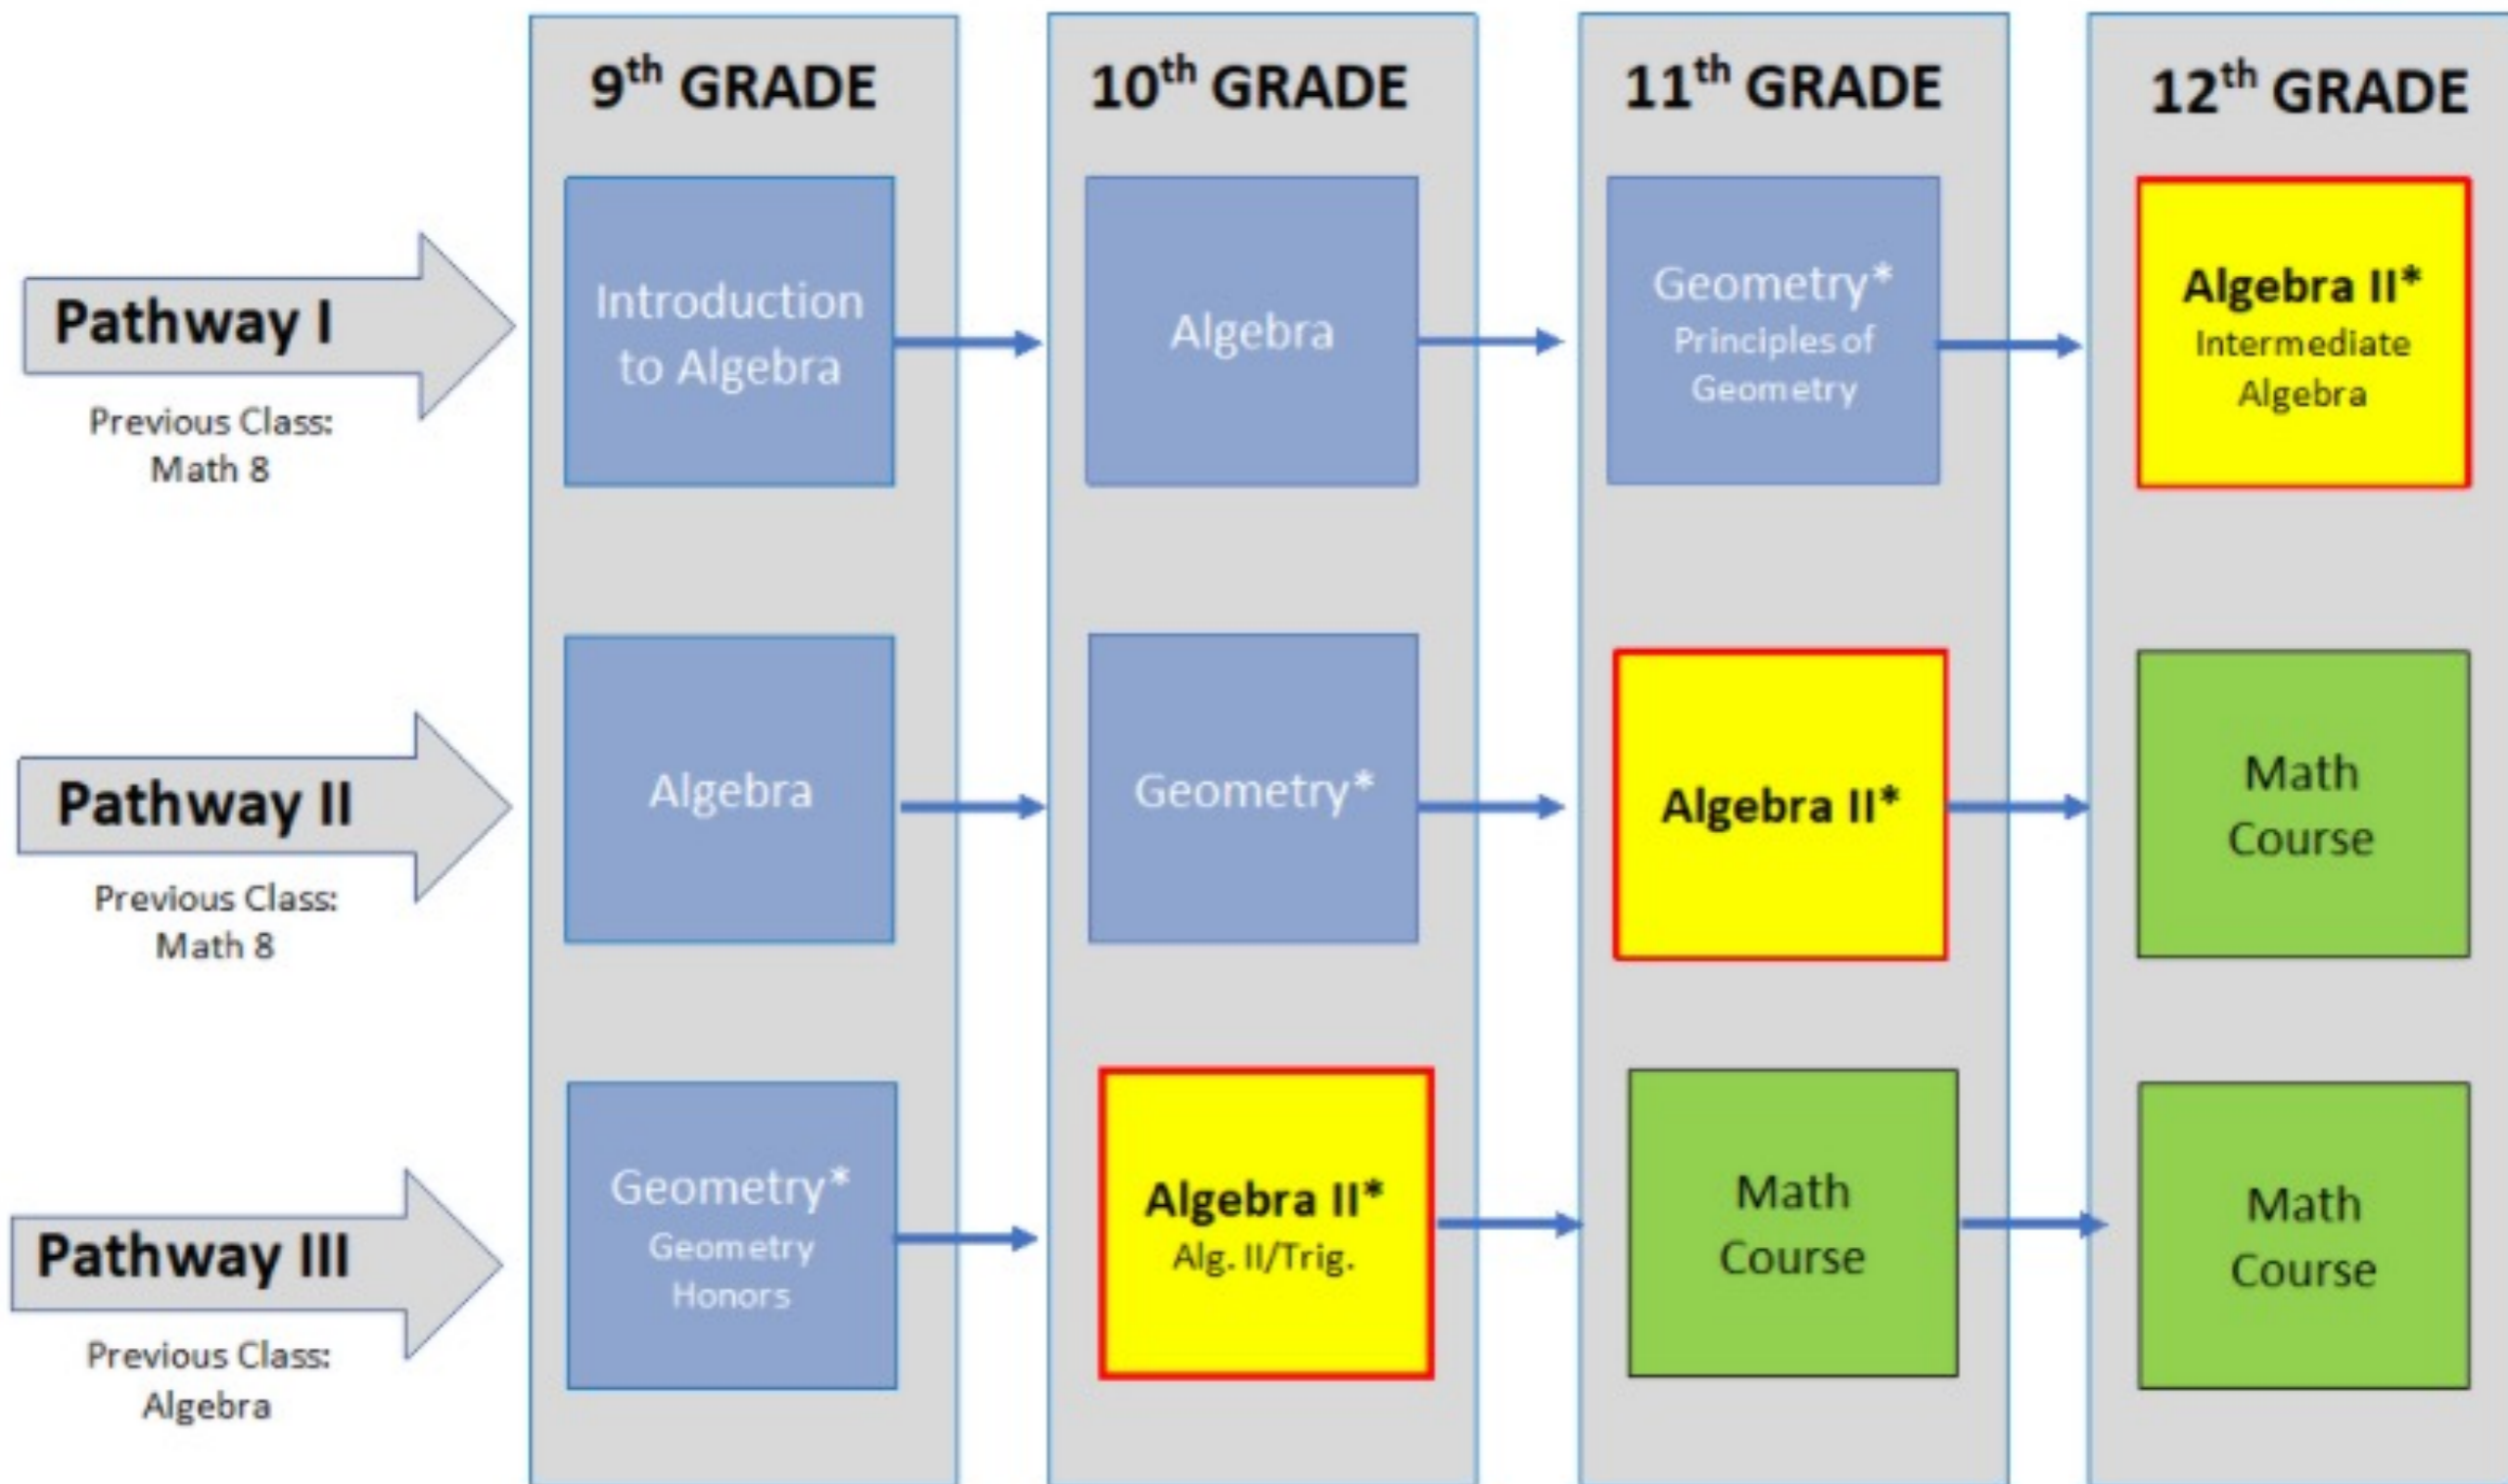 9th GRADE
10th GRADE
11th GRADE
12th GRADE
Pathway I
Previous Class:
Math 8
Introduction
to Algebra
Algebra
Geometry*
Principles of
Geometry
Algebra II*
Intermediate
Algebra
Pathway II
Previous Class:
Math 8
Algebra
Geometry*
Algebra II*
Math
Course
Pathway III
Previous Class:
Algebra
Geometry*
Geometry
Honors
Algebra II*
Alg. II/Trig.
Math
Course
Math
Course